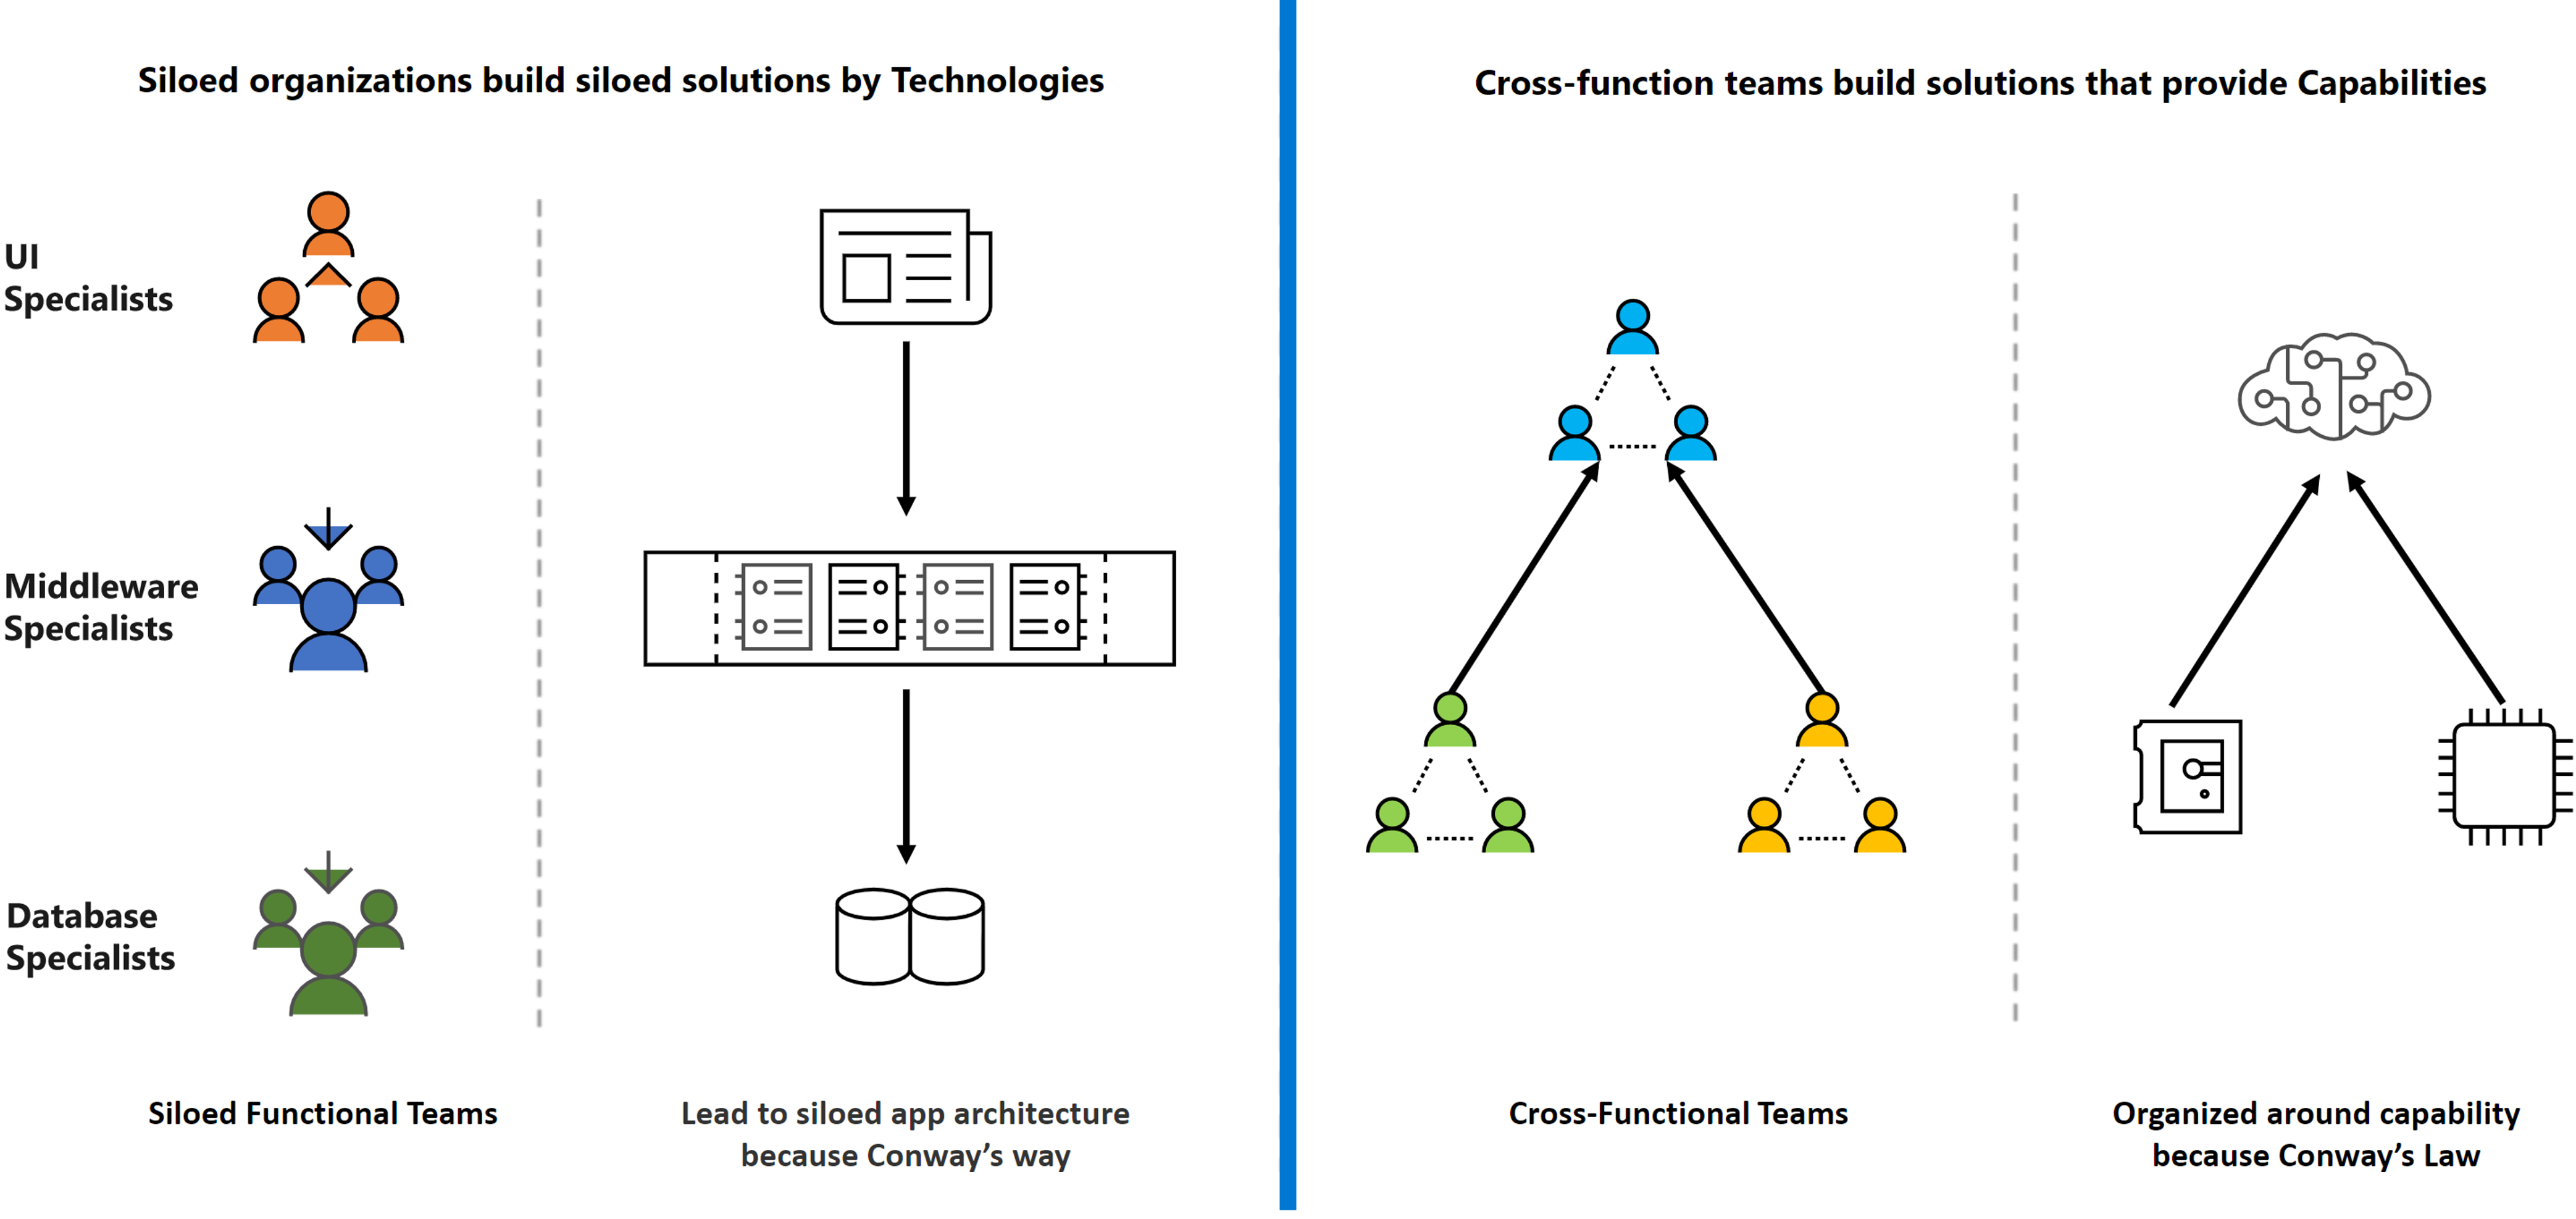 Siloed organizations build siloed solutions by Technologies
UI
Specialists
Middleware
Specialists
Database
Specialists
Siloed Functional Teams
Lead to siloed app architecture
because Conway’s way
Cross-function teams build solutions that provide Capabilities
Cross-Functional Teams
Organized around capability
because Conway’s Law